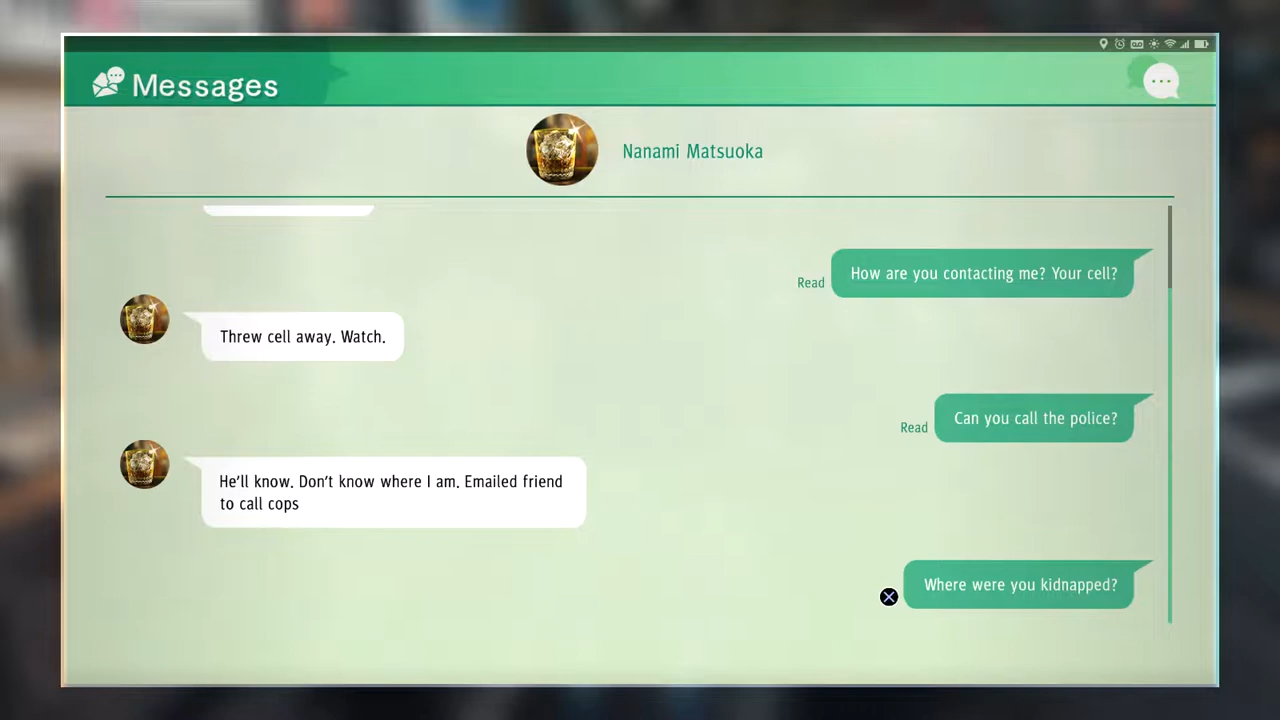 Messages
Nanami Matsuoka
How are you contacting me? Your cell?
Read
Threw cell away. Watch.
Can you call the police?
Read
He'll know. Don't know where I am. Emailed friend
to call cops
Where were you kidnapped?